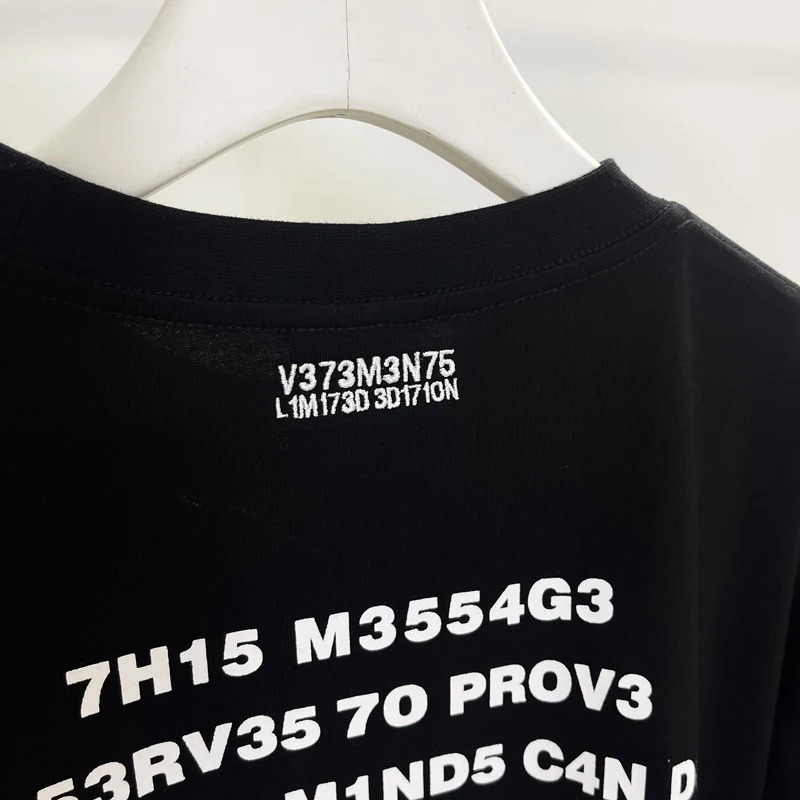 V373M3N75
L1M173D 3D1710N
7H15 M3554G3
53RV35 70 PROV3
M1ND5 C4N